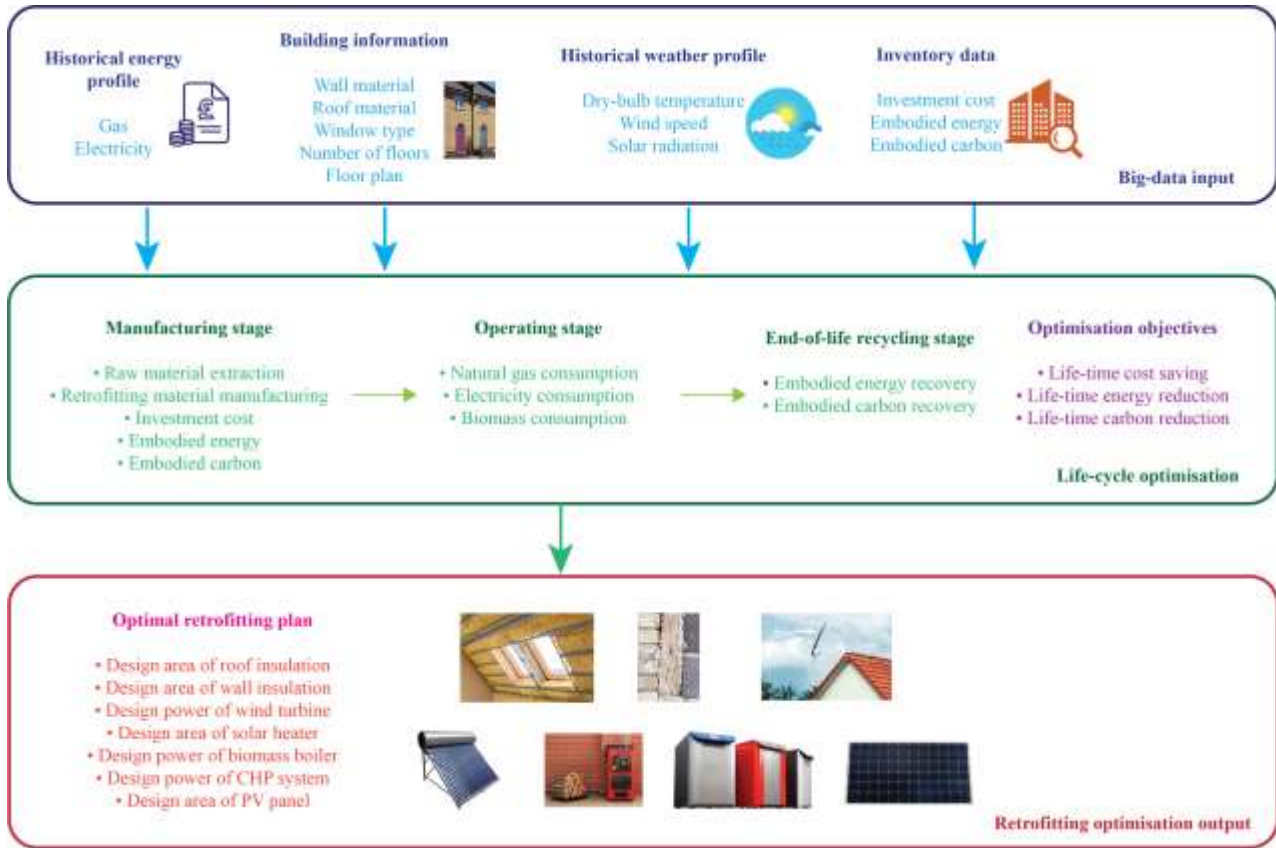 Historical energy
profile
Gas
Electricity
Building information
Wall material
Roof material
Window type
Number of floors
Floor plan
Historical weather profile
Dry-bulb temperature
Wind speed
Solar radiation
Inventory data
Investment cost
Embodied energy
Embodied carbon
Big-data input
Manufacturing stage
• Raw material extraction
• Retrofitting material manufacturing
• Investment cost
• Embodied energy
• Embodied carbon
Operating stage
• Natural gas consumption
• Electricity consumption
• Biomass consumption
End-of-life recycling stage
• Embodied energy recovery
• Embodied carbon recovery
Optimisation objectives
• Life-time cost saving
• Life-time energy reduction
• Life-time carbon reduction
Life-cycle optimisation
Optimal retrofitting plan
• Design area of roof insulation
• Design area of wall insulation
• Design power of wind turbine
• Design area of solar heater
• Design power of biomass boiler
• Design power of CHP system
• Design area of PV panel
Retrofitting optimisation output